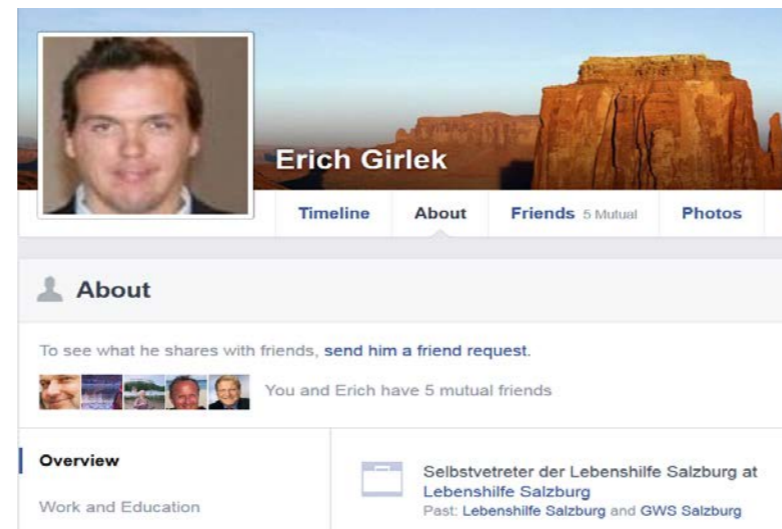 Erich Girlek
Timeline About Friends 5 Mutual Photos
About
To see what he shares with friends, send him a friend request.
You and Erich have 5 mutual friends
Overview
Work and Education
Selbstvetreter der Lebenshilfe Salzburg at
Lebenshilfe Salzburg
Past: Lebenshilfe Salzburg and GWS Salzburg